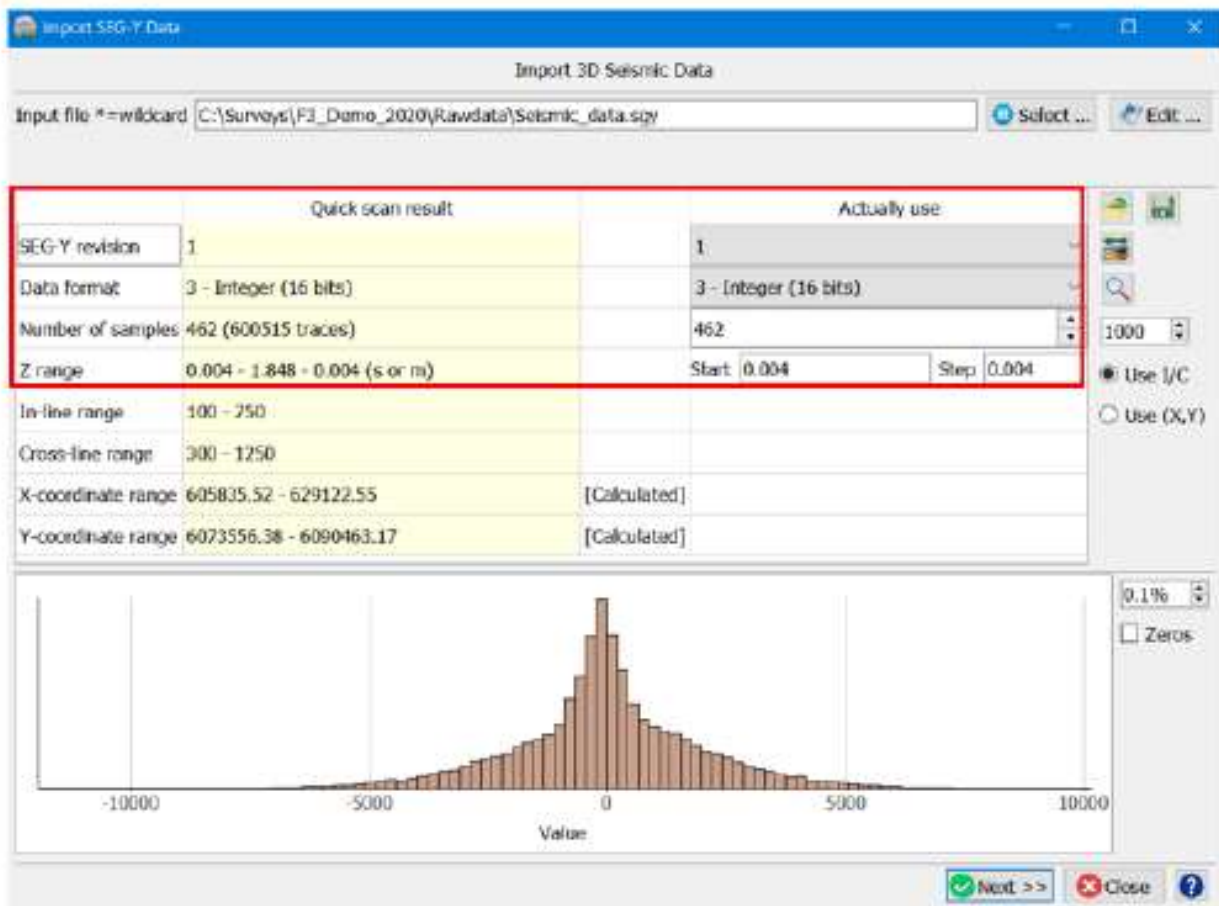 Import SEG-Y Data
Import 3D Seismic Data
Input file *=wildcard C:\Surveys\F3_Demo_2020\Rawdata\Seismic_data.sgy Select ... Edit ...
Quick scan result Actually use
SEG-Y revision 1 1
Data format 3 - Integer (16 bits) 3 - Integer (16 bits)
Number of samples 462 (600515 traces) 462 1000
Z range 0.004 - 1.848 - 0.004 (s or m) Start 0.004 Step 0.004 Use I/C
In-line range 100 - 750 Use (X,Y)
Cross-line range 300 - 1250
X-coordinate range 605835.52 - 629122.55 [Calculated]
Y-coordinate range 6073556.38 - 6090463.17 [Calculated]
0.1%
Zeros
-10000 -5000 0 5000 10000
Value
Next >> Close ?